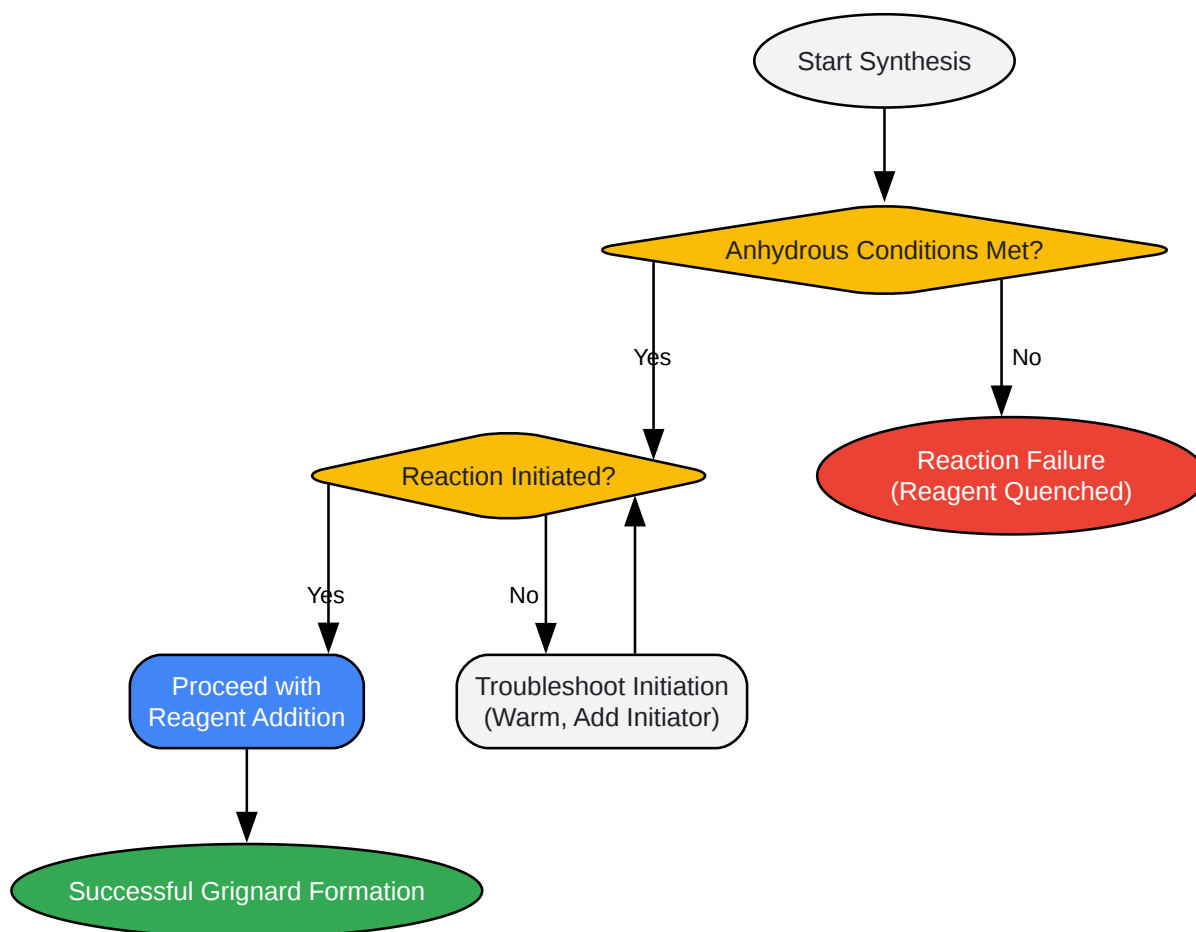 Start Synthesis
Anhydrous Conditions Met?
Yes
No
Reaction Initiated?
Reaction Failure
(Reagent Quenched)
Yes
No
Proceed with
Reagent Addition
Troubleshoot Initiation
(Warm, Add Initiator)
Successful Grignard Formation